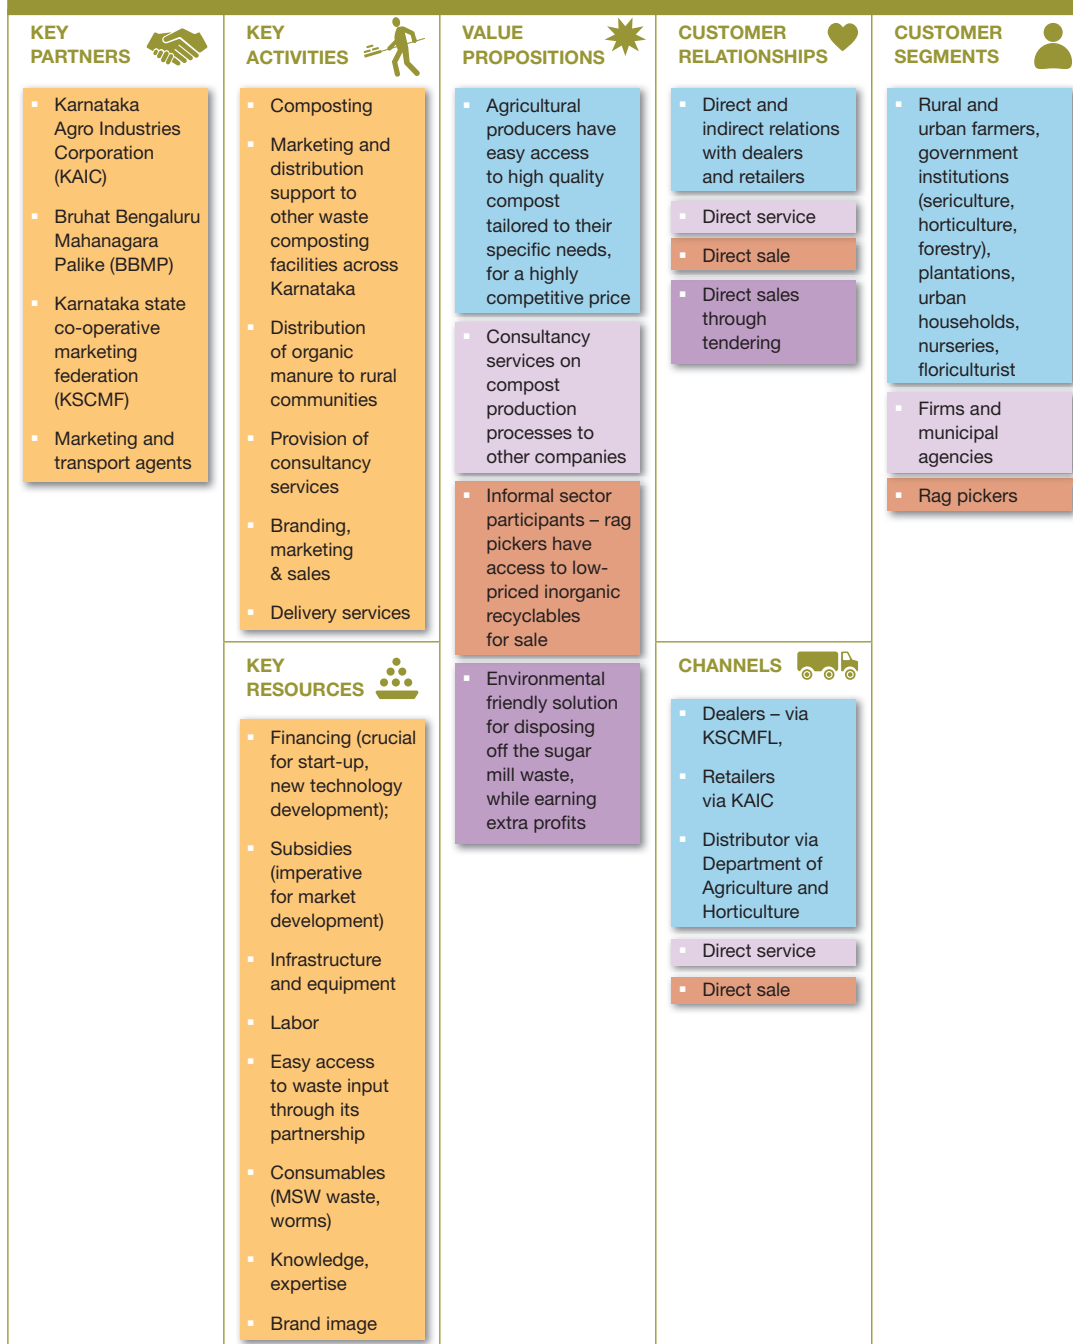 KEY
PARTNERS
▪ Karnataka
Agro Industries
Corporation
(KAIC)
▪ Bruhat Bengaluru
Mahanagara
Palike (BBMP)
▪ Karnataka state
co-operative
marketing
federation
(KSCMF)
▪ Marketing and
transport agents
KEY
ACTIVITIES
▪ Composting
▪ Marketing and
distribution
support to
other waste
composting
facilities across
Karnataka
▪ Distribution
of organic
manure to rural
communities
▪ Provision of
consultancy
services
▪ Branding,
marketing
& sales
▪ Delivery services
KEY
RESOURCES
▪ Financing (crucial
for start-up,
new technology
development);
▪ Subsidies
(imperative
for market
development)
▪ Infrastructure
and equipment
▪ Labor
▪ Easy access
to waste input
through its
partnership
▪ Consumables
(MSW waste,
worms)
▪ Knowledge,
expertise
▪ Brand image
VALUE
PROPOSITIONS
▪ Agricultural
producers have
easy access
to high quality
compost
tailored to their
specific needs,
for a highly
competitive price
▪ Consultancy
services on
compost
production
processes to
other companies
▪ Informal sector
participants – rag
pickers have
access to low-
priced inorganic
recyclables
for sale
▪ Environmental
friendly solution
for disposing
off the sugar
mill waste,
while earning
extra profits
CUSTOMER
RELATIONSHIPS
▪ Direct and
indirect relations
with dealers
and retailers
▪ Direct service
▪ Direct sale
▪ Direct sales
through
tendering
CHANNELS
▪ Dealers – via
KSCMFL,
▪ Retailers
via KAIC
▪ Distributor via
Department of
Agriculture and
Horticulture
▪ Direct service
▪ Direct sale
CUSTOMER
SEGMENTS
▪ Rural and
urban farmers,
government
institutions
(sericulture,
horticulture,
forestry),
plantations,
urban
households,
nurseries,
floriculturist
▪ Firms and
municipal
agencies
▪ Rag pickers